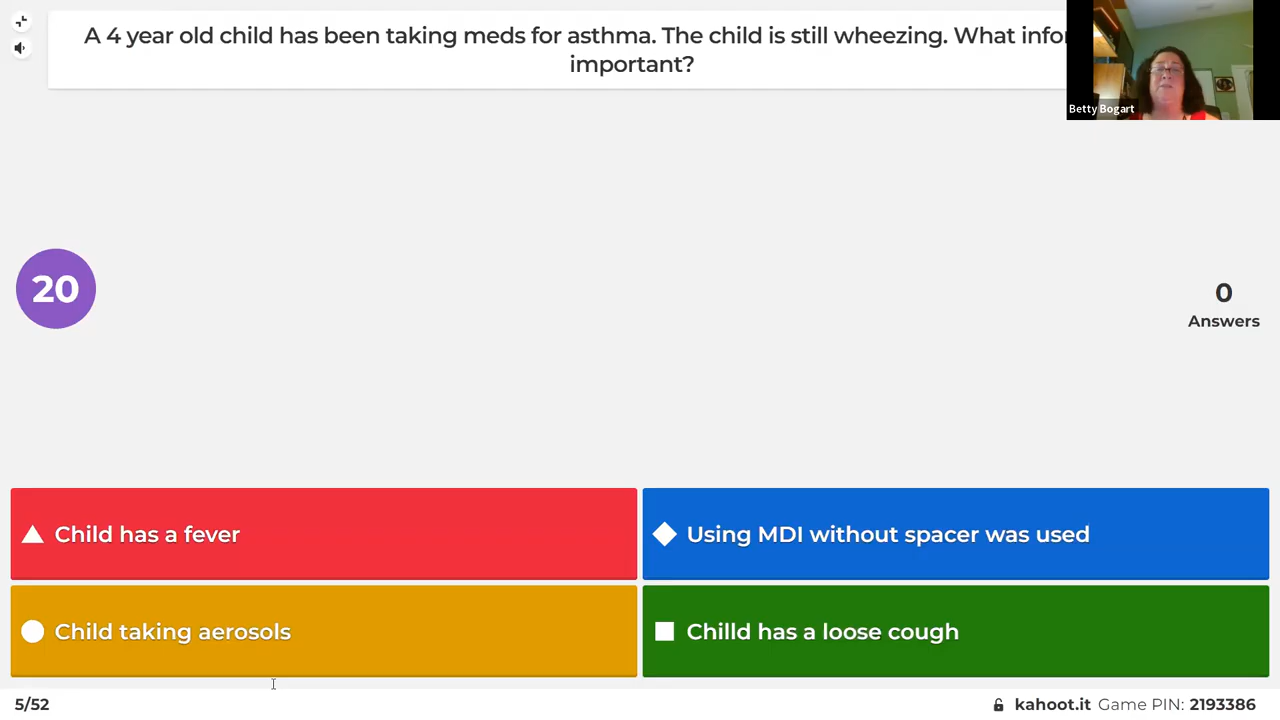 A 4 year old child has been taking meds for asthma. The child is still wheezing. What
important?
Betty Bogart
20
0
Answers
Child has a fever
Using MDI without spacer was used
Child taking aerosols
Chilld has a loose cough
5/52
kahoot.it Game PIN: 2193386